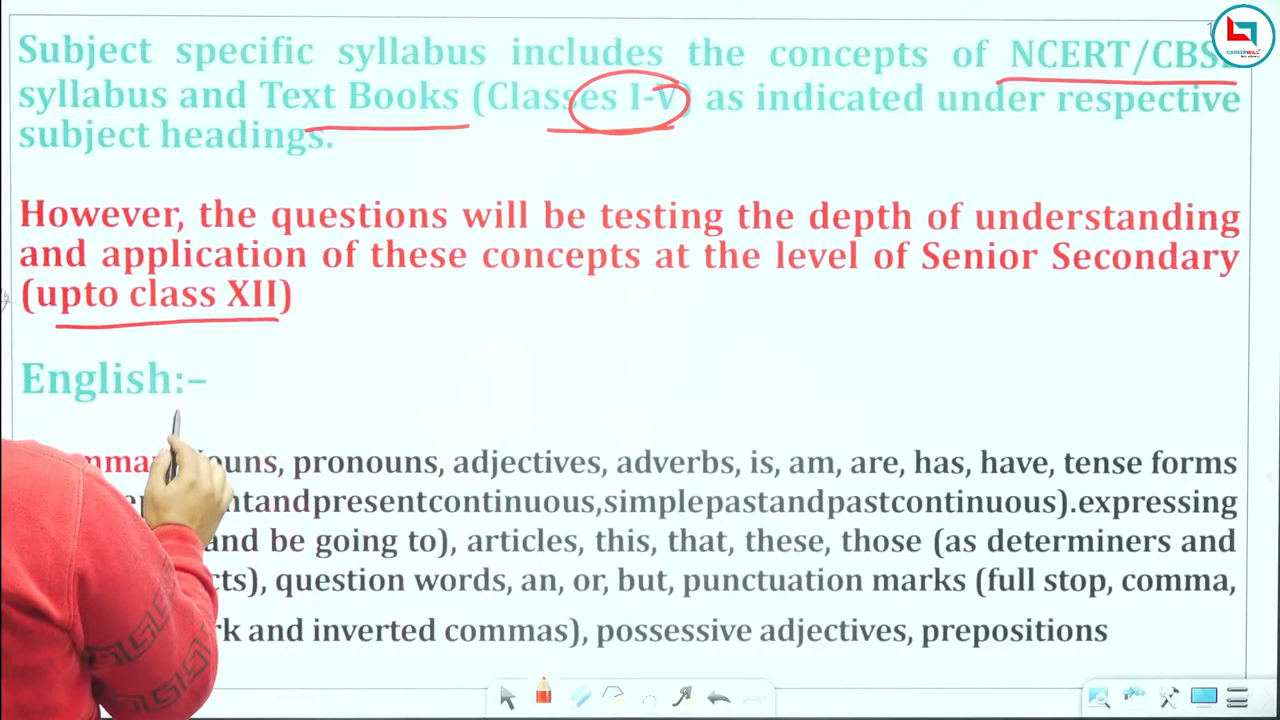 Subject specific syllabus includes the concepts of NCERT/CBSE
syllabus and Text Books (Classes I-V) as indicated under respective
subject headings.
However, the questions will be testing the depth of understanding
and application of these concepts at the level of Senior Secondary
(upto class XII)
English:–
ouns, pronouns, adjectives, adverbs, is, am, are, has, have, tense forms
ntandpresentcontinuous,simplepastandpastcontinuous).expressing
and be going to), articles, this, that, these, those (as determiners and
cts), question words, an, or, but, punctuation marks (full stop, comma,
rk and inverted commas), possessive adjectives, prepositions
CAREERWILL